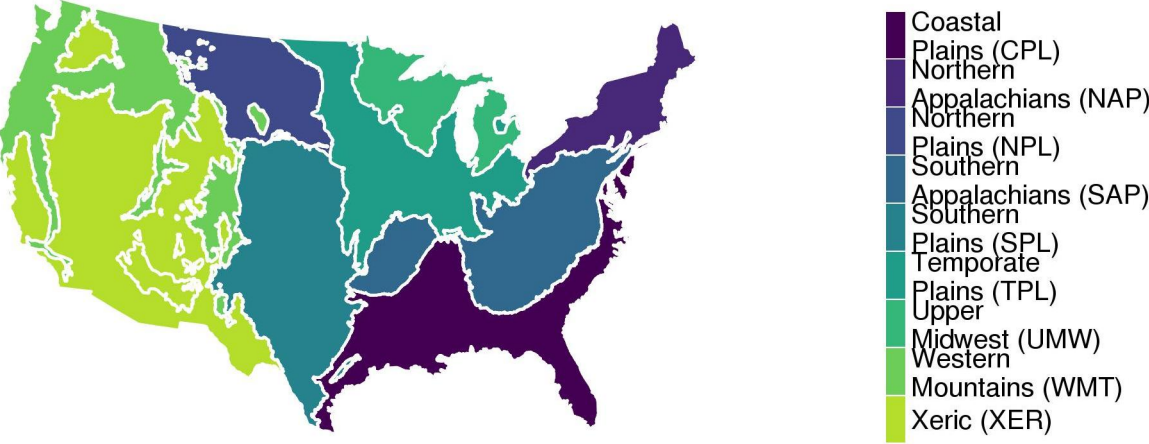 Coastal
Plains (CPL)
Northern
Appalachians (NAP)
Northern
Plains (NPL)
Southern
Appalachians (SAP)
Southern
Plains (SPL)
Temporate
Plains (TPL)
Upper
Midwest (UMW)
Western
Mountains (WMT)
Xeric (XER)